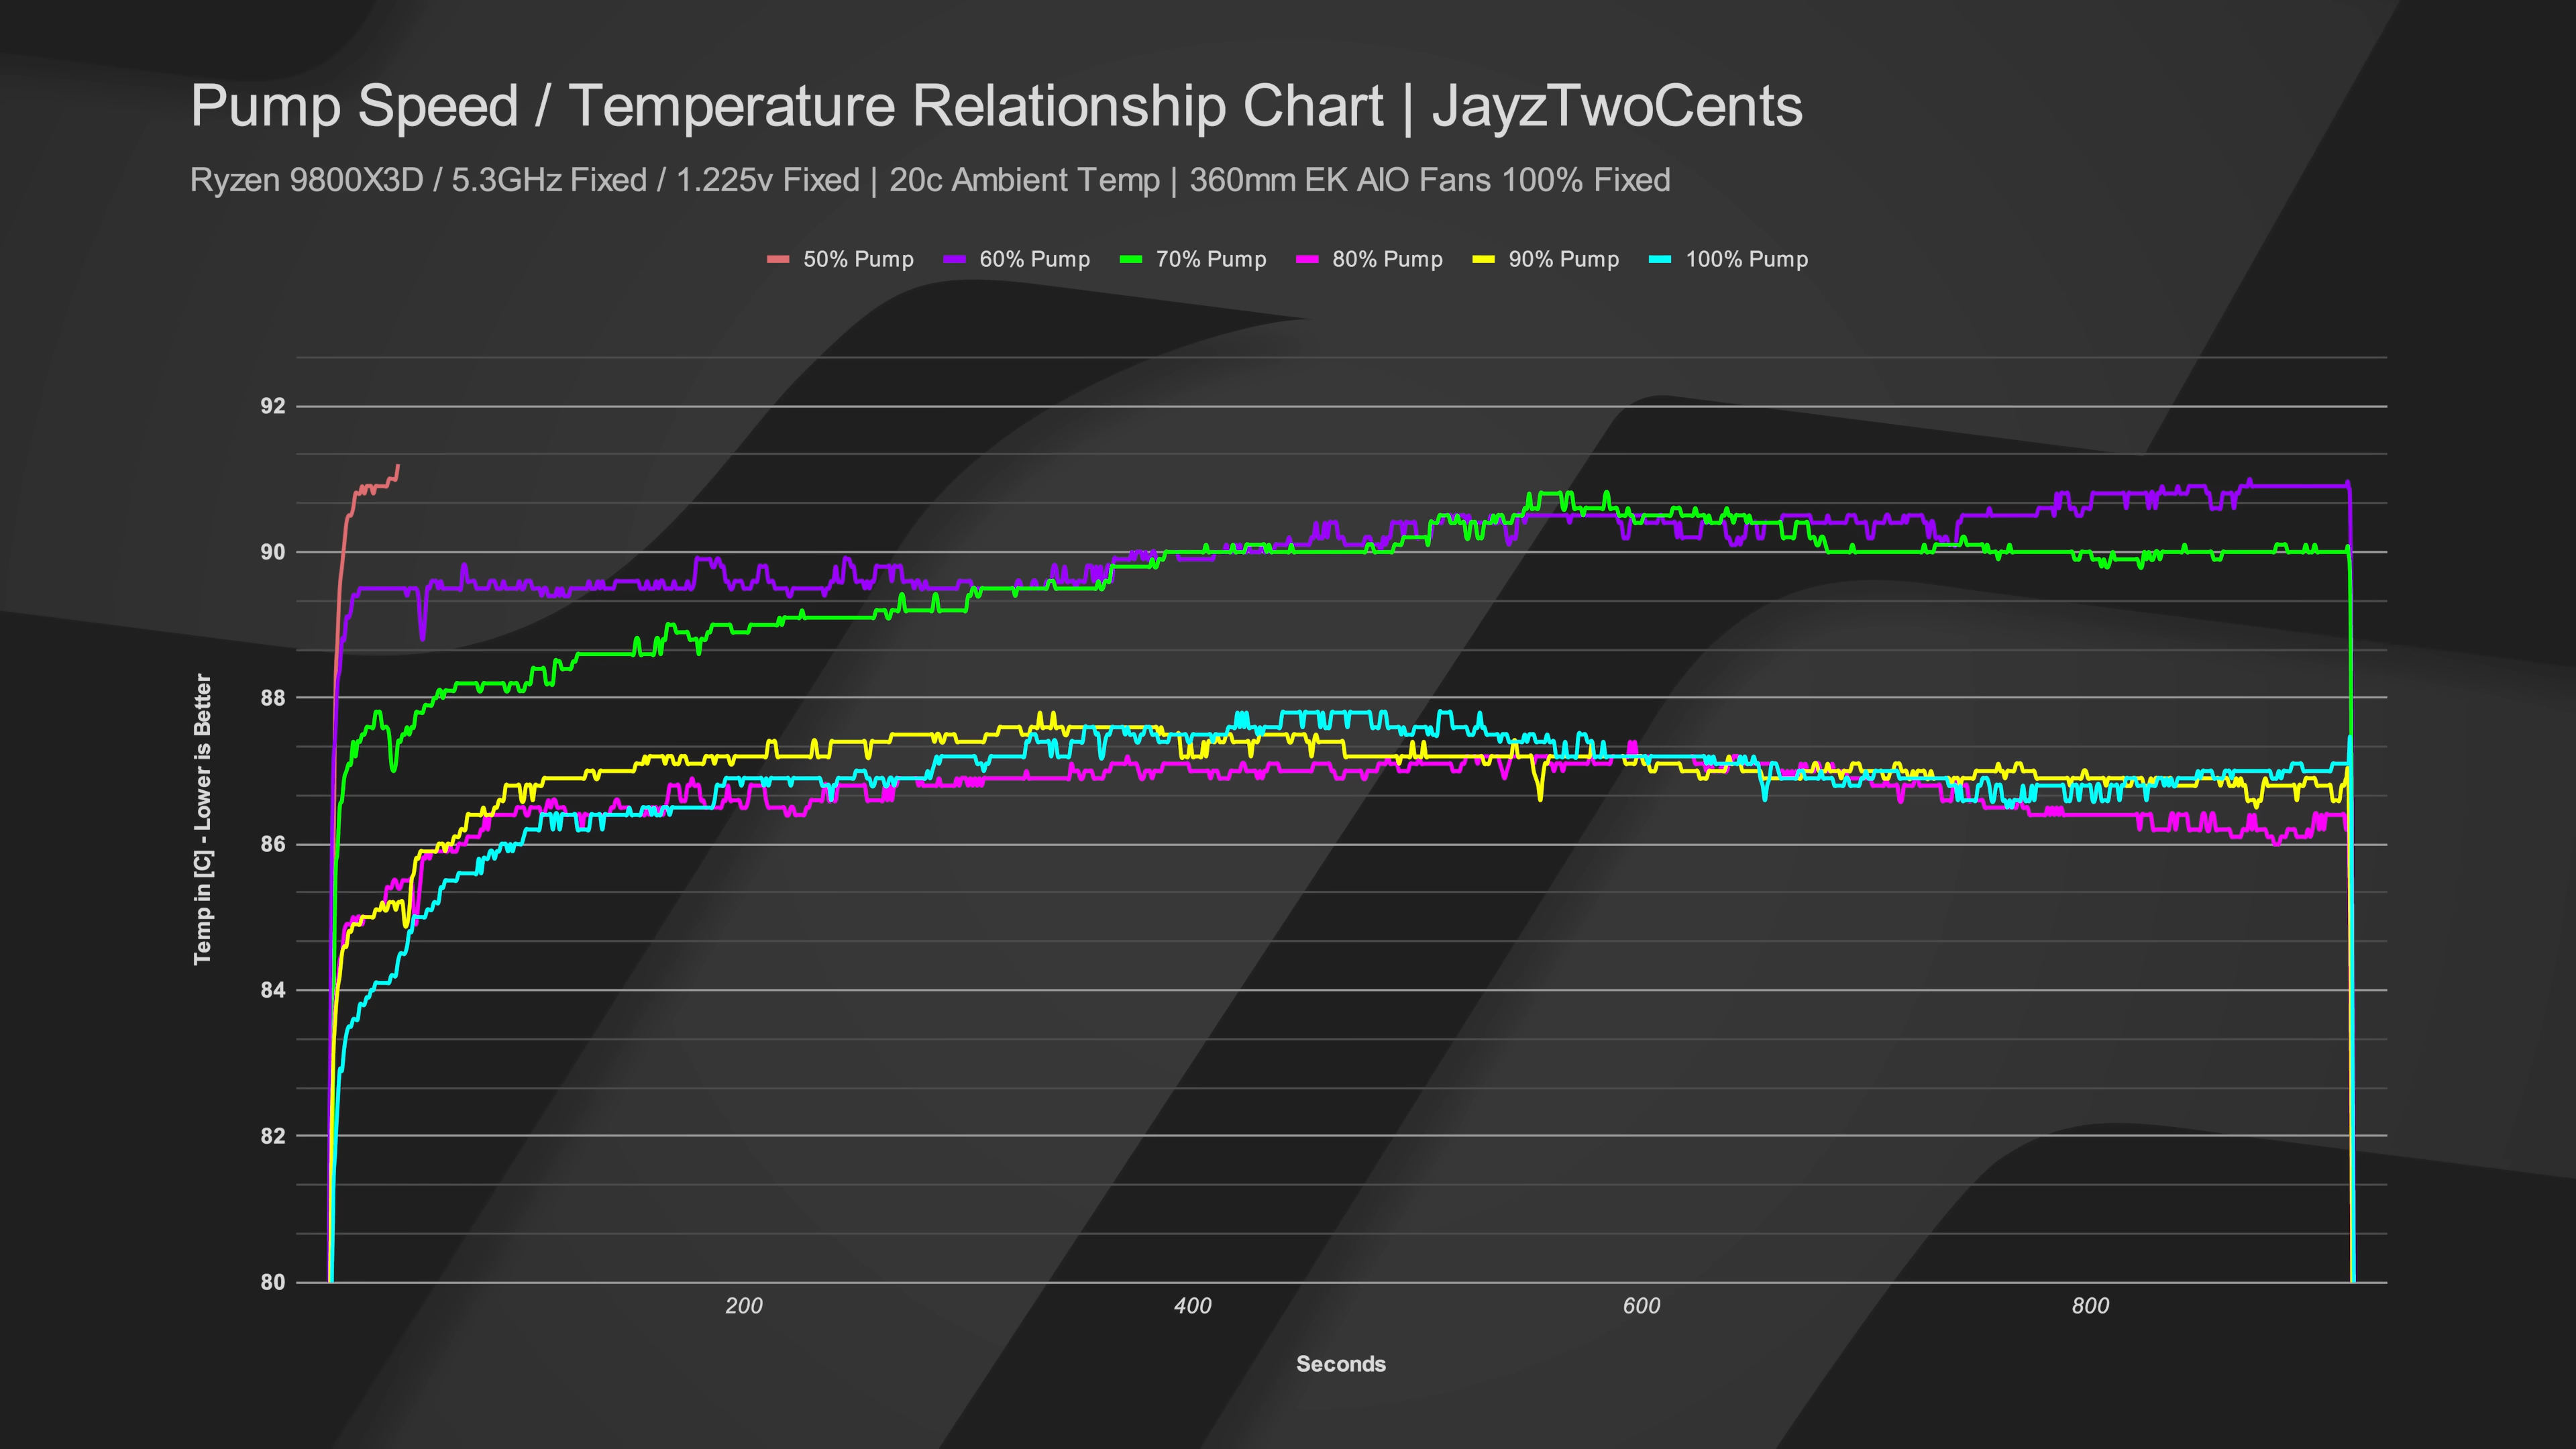 Pump Speed / Temperature Relationship Chart | JayzTwoCents
Ryzen 9800X3D / 5.3GHz Fixed / 1.225v Fixed | 20c Ambient Temp | 360mm EK AIO Fans 100% Fixed
50% Pump 60% Pump 70% Pump 80% Pump 90% Pump 100% Pump
Temp in [C] - Lower is Better
92
90
88
86
84
82
80
200 400 600 800
Seconds